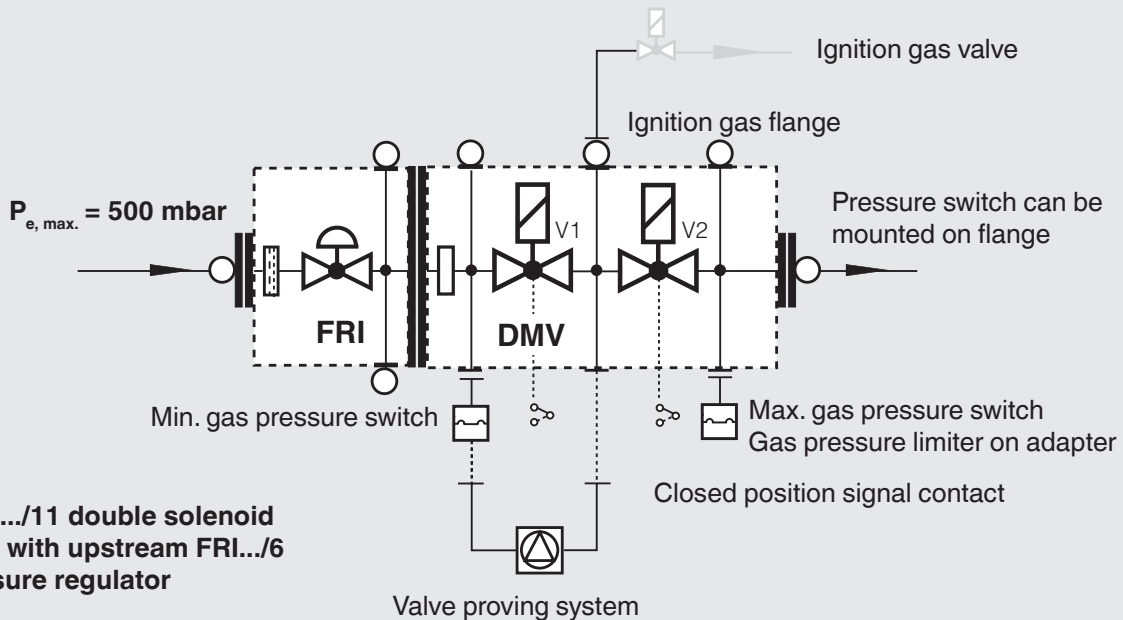 Ignition gas valve
Ignition gas flange
P e, max. = 500 mbar
Pressure switch can be
mounted on flange
V1
V2
FRI
DMV
Min. gas pressure switch
Max. gas pressure switch
Gas pressure limiter on adapter
Closed position signal contact
.../11 double solenoid
with upstream FRI.../6
regulator
Valve proving system